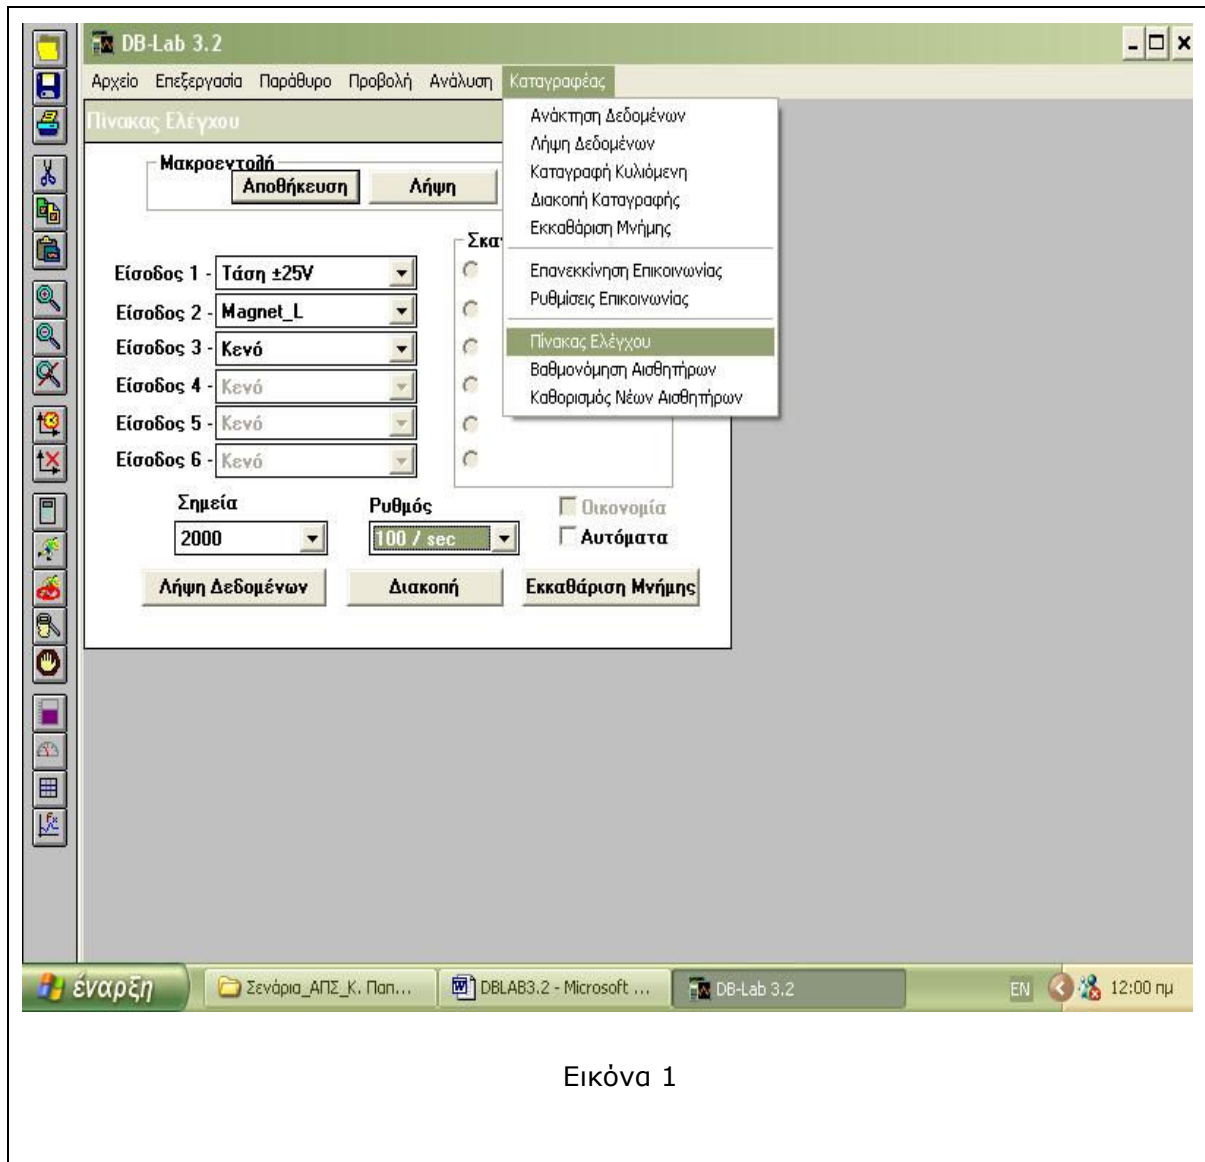 DB-Lab 3.2
Αρχείο Επεξεργασία Παράθυρο Προβολή Ανάλυση Καταγραφέας
Πίνακας Ελέγχου
Μακροεντολή
Αποθήκευση Λήψη
Ανάκτηση Δεδομένων
Λήψη Δεδομένων
Καταγραφή Κυλιόμενη
Διακοπή Καταγραφής
Εκκαθάριση Μνήμης
Επανεκκίνηση Επικοινωνίας
Ρυθμίσεις Επικοινωνίας
Πίνακας Ελέγχου
Βαθμονόμηση Αισθητήρων
Καθορισμός Νέων Αισθητήρων
Σκα
Είσοδος 1 - Τάση ±25V
Είσοδος 2 - Magnet_L
Είσοδος 3 - Κενό
Είσοδος 4 - Κενό
Είσοδος 5 - Κενό
Είσοδος 6 - Κενό
Σημεία Ρυθμός Οικονομία
2000 100 / sec Αυτόματα
Λήψη Δεδομένων Διακοπή Εκκαθάριση Μνήμης
έναρξη Σενάρια_ΑΠΣ_Κ. Παπ... DBLAB3.2 - Microsoft ... DB-Lab 3.2 EN 12:00 πμ
Εικόνα 1